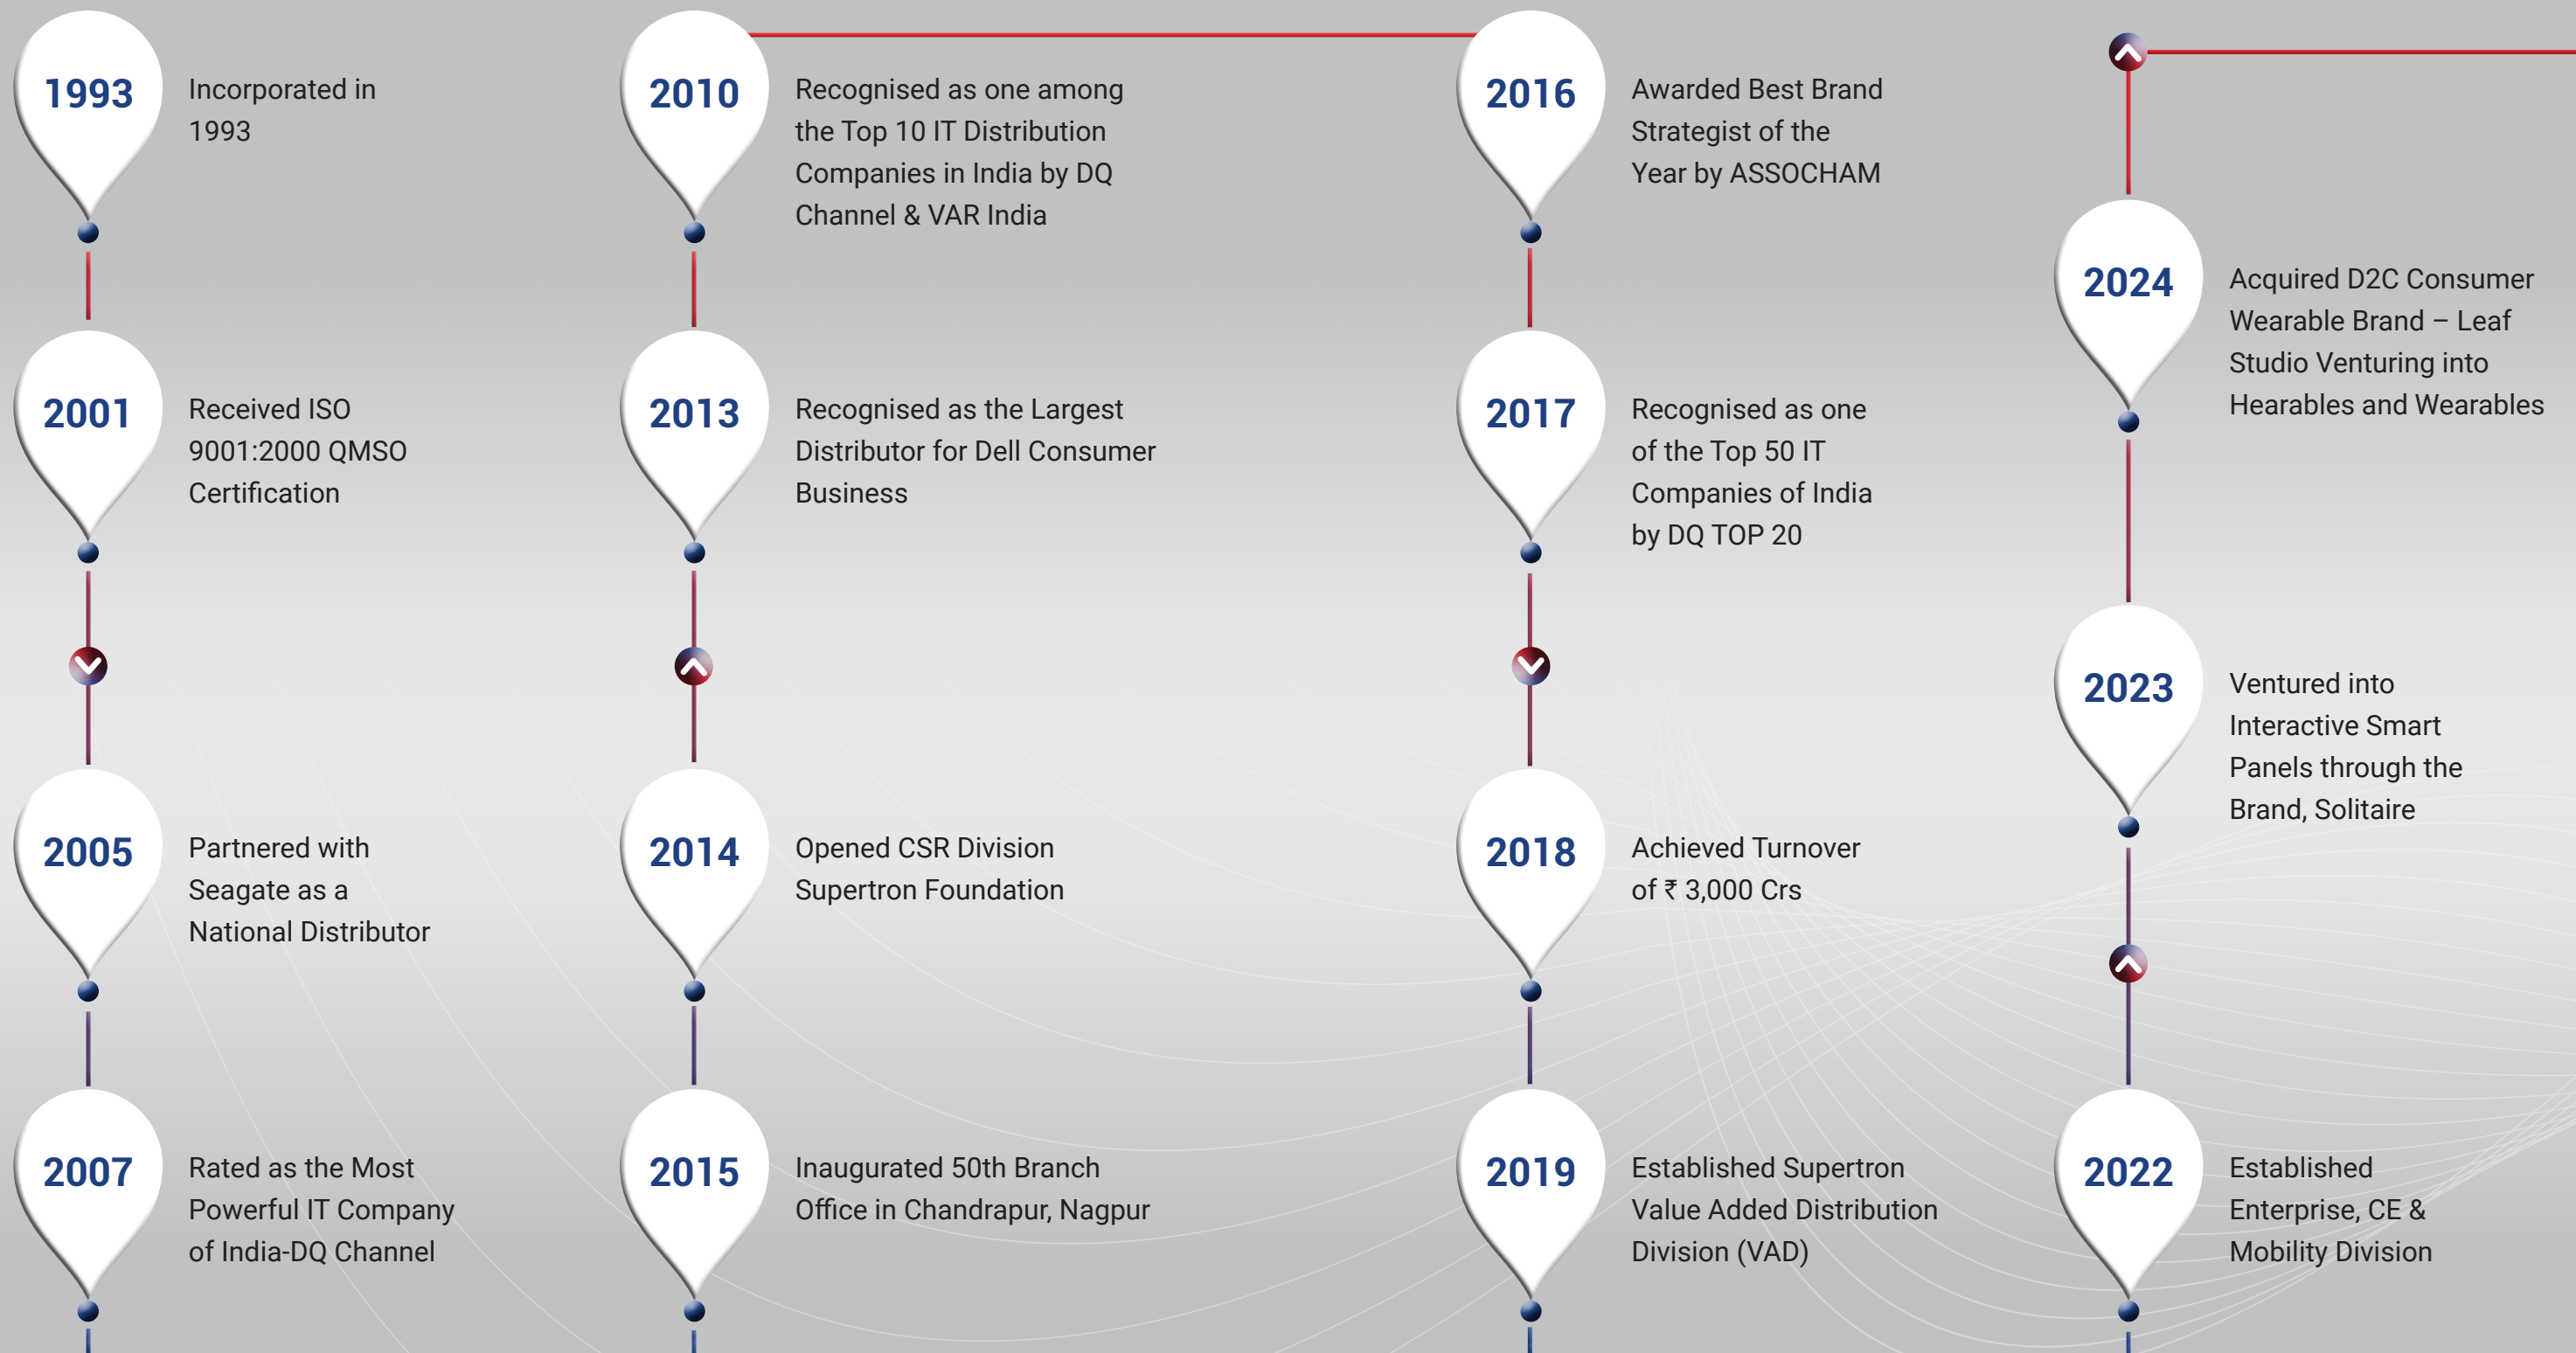 1993
Incorporated in
1993
2001
Received ISO
9001:2000 QMSO
Certification
2005
Partnered with
Seagate as a
National Distributor
2007
Rated as the Most
Powerful IT Company
of India-DQ Channel
2010
Recognised as one among
the Top 10 IT Distribution
Companies in India by DQ
Channel & VAR India
2013
Recognised as the Largest
Distributor for Dell Consumer
Business
2014
Opened CSR Division
Supertron Foundation
2015
Inaugurated 50th Branch
Office in Chandrapur, Nagpur
2016
Awarded Best Brand
Strategist of the
Year by ASSOCHAM
2017
Recognised as one
of the Top 50 IT
Companies of India
by DQ TOP 20
2018
Achieved Turnover
of ₹ 3,000 Crs
2019
Established Supertron
Value Added Distribution
Division (VAD)
2024
Acquired D2C Consumer
Wearable Brand – Leaf
Studio Venturing into
Hearables and Wearables
2023
Ventured into
Interactive Smart
Panels through the
Brand, Solitaire
2022
Established
Enterprise, CE &
Mobility Division